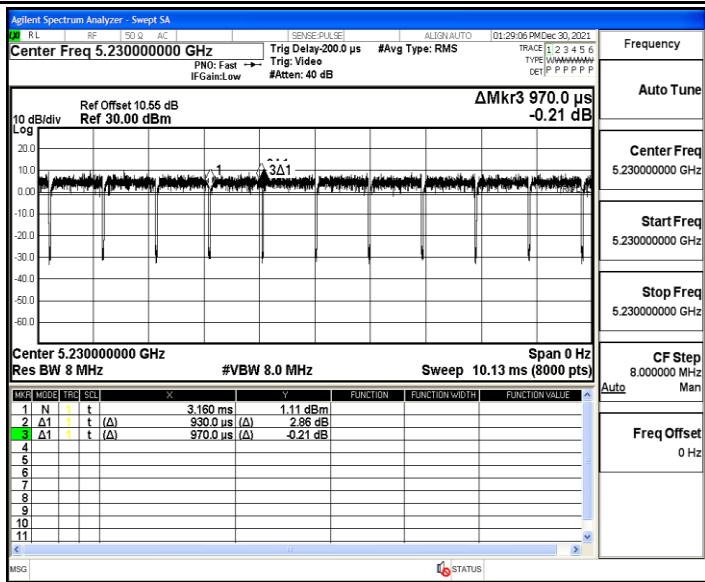 Agilent Spectrum Analyzer - Swept SA
LXI RL RF 50 Ω AC SENSE:PULSE ALIGN AUTO 01:29:06 PM Dec 30, 2021
Center Freq 5.230000000 GHz
PNO: Fast
IFGain:Low
Trig Delay-200.0 µs
Trig: Video
#Atten: 40 dB
#Avg Type: RMS
TRACE 1 2 3 4 5 6
TYPE WWWWWW
DET P P P P P P
Ref Offset 10.55 dB
10 dB/div Ref 30.00 dBm
Log
ΔMkr3 970.0 µs
-0.21 dB
20.0
10.0
0.00
-10.0
-20.0
-30.0
-40.0
-50.0
-60.0
1
3Δ1
Center 5.230000000 GHz Span 0 Hz
Res BW 8 MHz #VBW 8.0 MHz Sweep 10.13 ms (8000 pts)
MKR MODE TRC SCL X Y FUNCTION FUNCTION WIDTH FUNCTION VALUE
1 N 1 t 3.160 ms 1.11 dBm
2 Δ1 1 t (Δ) 930.0 µs (Δ) 2.86 dB
3 Δ1 1 t (Δ) 970.0 µs (Δ) -0.21 dB
4
5
6
7
8
9
10
11
MSG STATUS
Frequency
Auto Tune
Center Freq
5.230000000 GHz
Start Freq
5.230000000 GHz
Stop Freq
5.230000000 GHz
CF Step
8.000000 MHz
Auto Man
Freq Offset
0 Hz